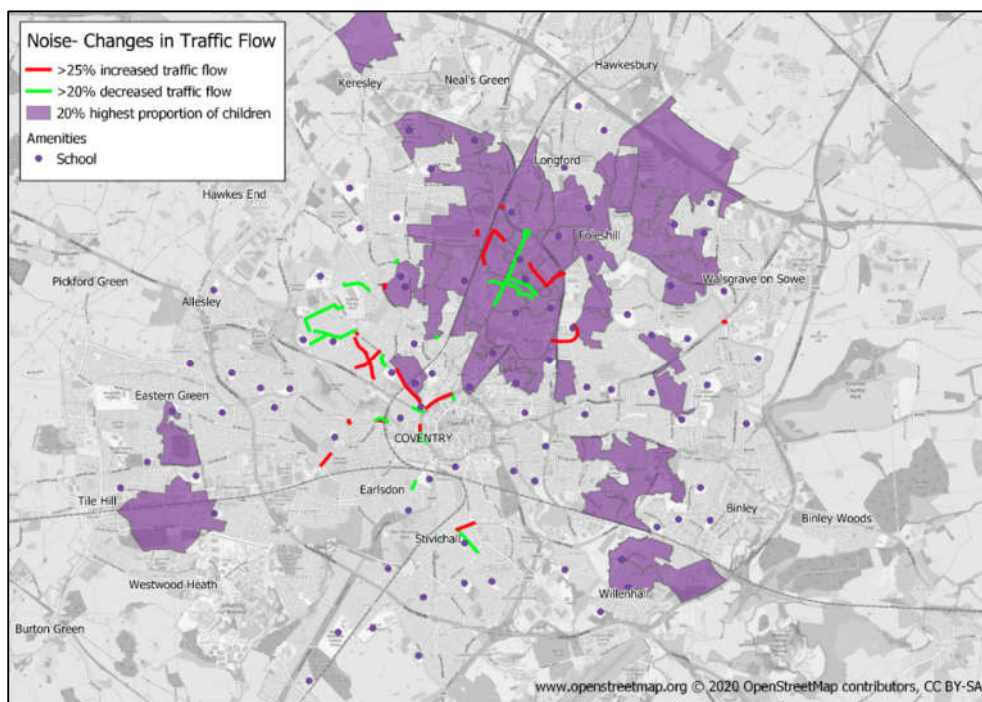 Noise- Changes in Traffic Flow
>25% increased traffic flow
>20% decreased traffic flow
20% highest proportion of children
Amenities
School
Keresley
Neal's Green
Hawkesbury
Longford
Hawkes End
Foleshill
Pickford Green
Walsgrave on Sowe
Allesley
Eastern Green
COVENTRY
Tile Hill
Earlsdon
Binley
Binley Woods
Stivichall
Westwood Heath
Willenhall
Burton Green
www.openstreetmap.org © 2020 OpenStreetMap contributors, CC BY-SA